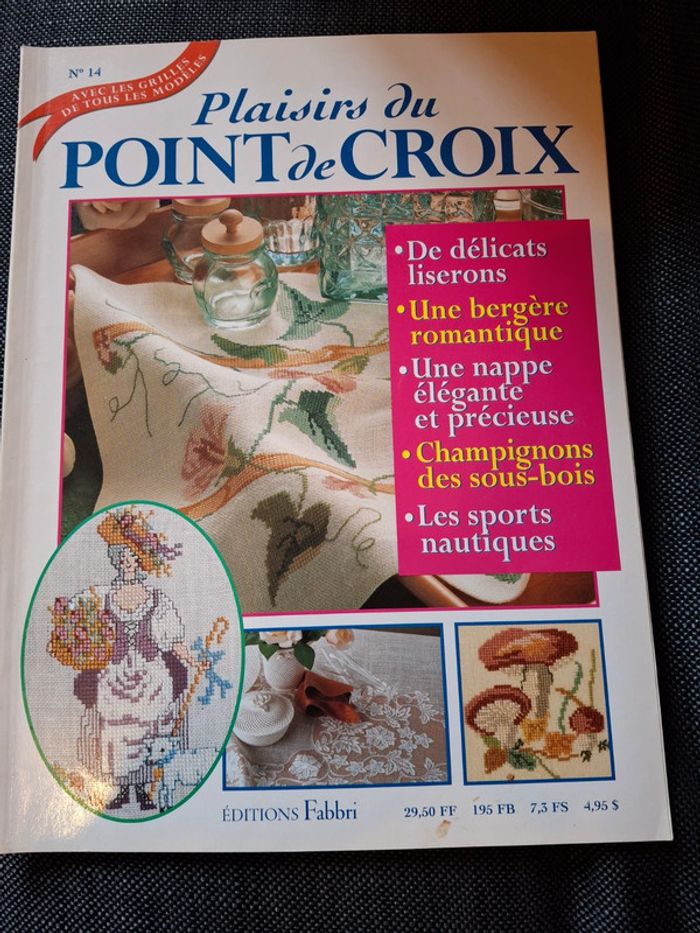 N° 14
AVEC LES GRILLES
DE TOUS LES MODÈLES
Plaisirs du
POINT de CROIX
• De délicats
liserons
• Une bergère
romantique
• Une nappe
élégante
et précieuse
• Champignons
des sous-bois
• Les sports
nautiques
ÉDITIONS Fabbri
29,50 FF 195 FB 7,3 FS 4,95 $